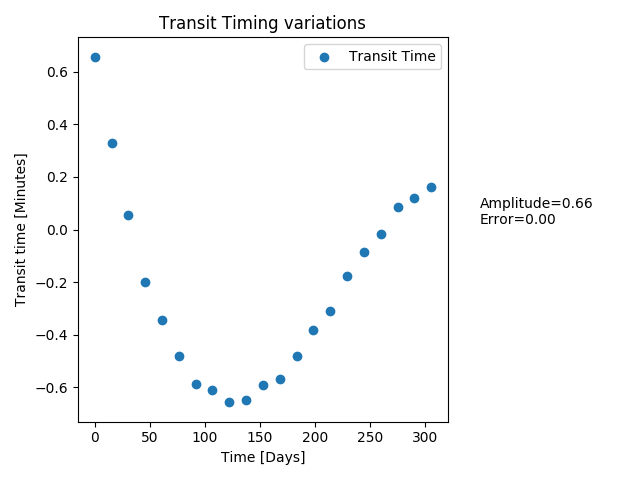 Transit Timing variations
Transit Time
Transit time [Minutes]
0.6
0.4
0.2
0.0
−0.2
−0.4
−0.6
0 50 100 150 200 250 300
Time [Days]
Amplitude=0.66
Error=0.00